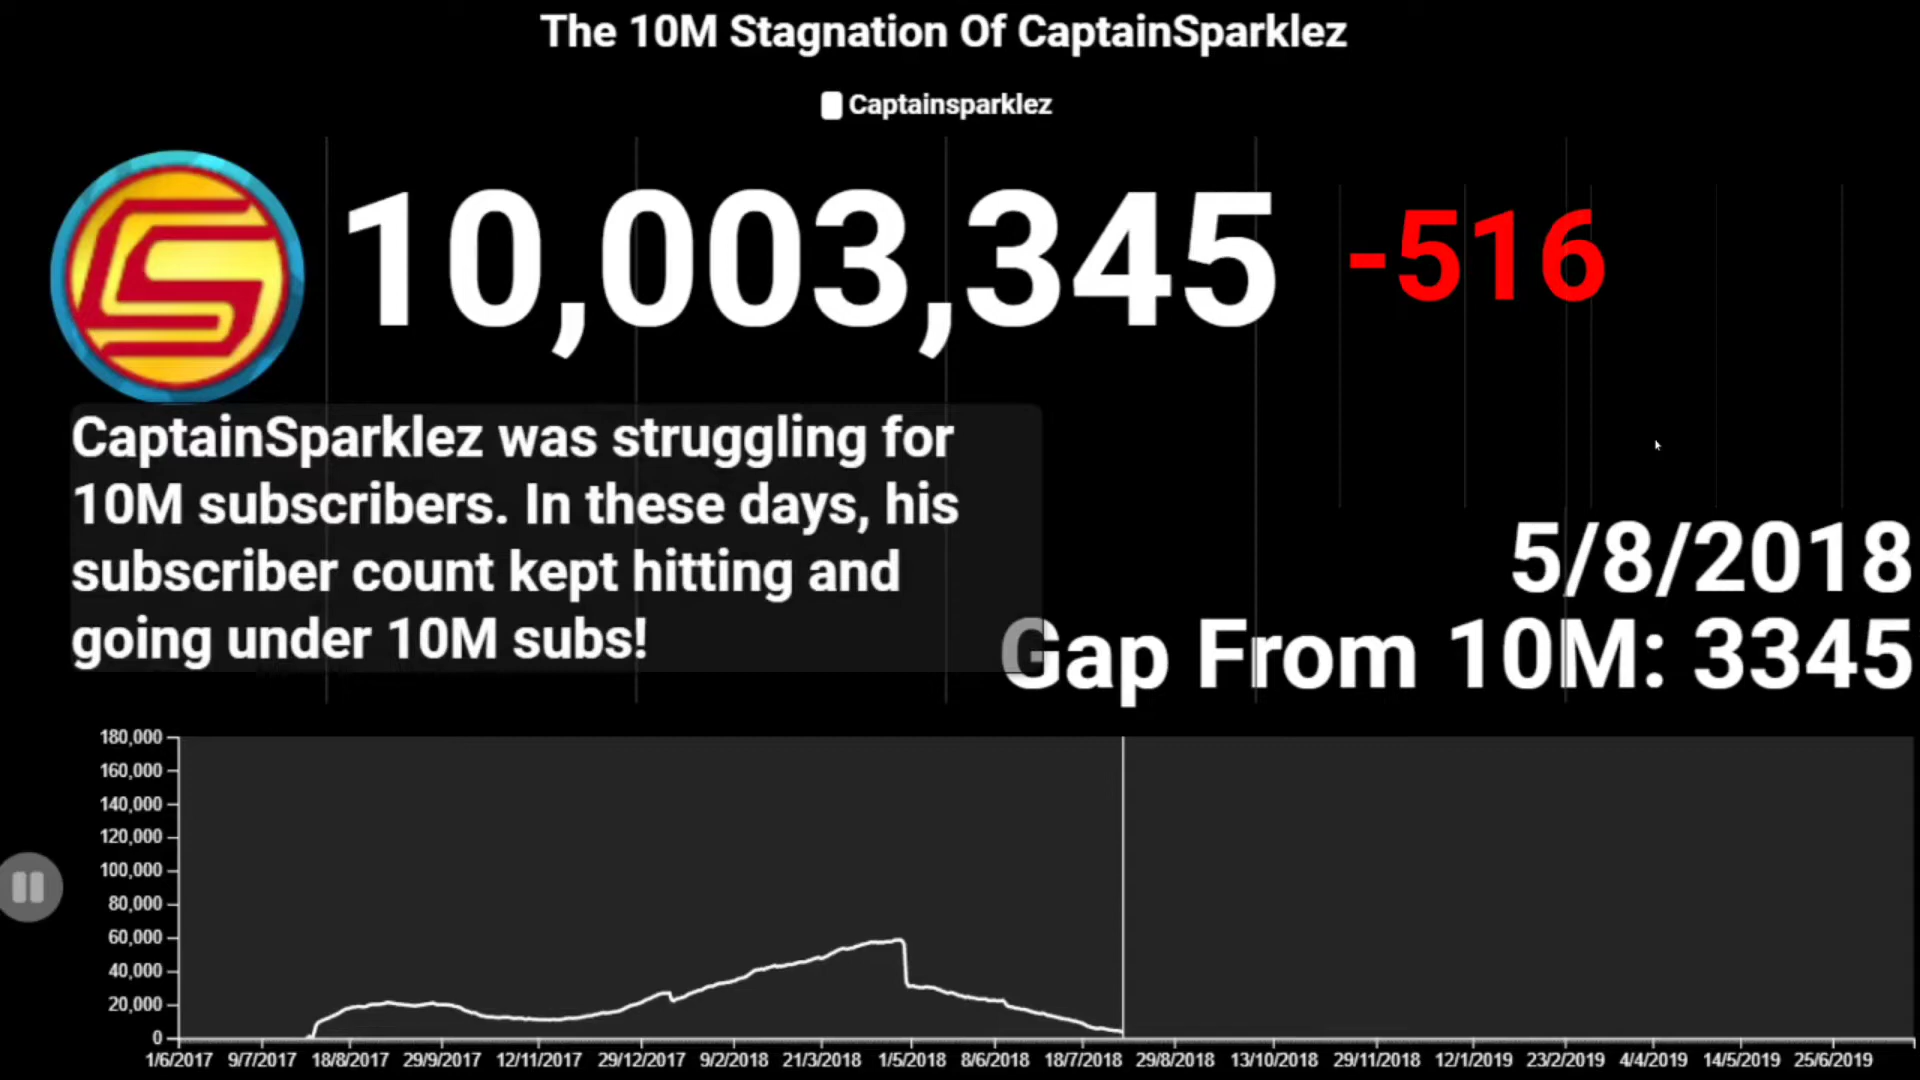 The 10M Stagnation Of CaptainSparklez
Captainsparklez
10,003,345 -516
CaptainSparklez was struggling for
10M subscribers. In these days, his
subscriber count kept hitting and
going under 10M subs!
5/8/2018
Gap From 10M: 3345
180,000
160,000
140,000
120,000
100,000
80,000
60,000
40,000
20,000
0
1/6/2017 9/7/2017 18/8/2017 29/9/2017 12/11/2017 29/12/2017 9/2/2018 21/3/2018 1/5/2018 8/6/2018 18/7/2018 29/8/2018 13/10/2018 29/11/2018 12/1/2019 23/2/2019 4/4/2019 14/5/2019 25/6/2019